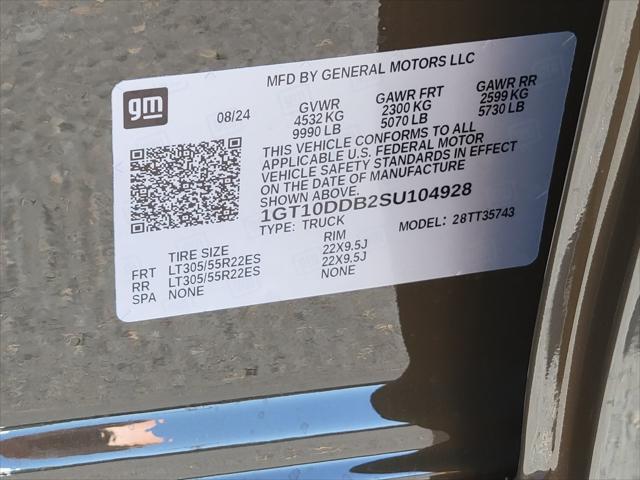 MFD BY GENERAL MOTORS LLC
gm
08/24
GVWR
4532 KG
9990 LB
GAWR FRT
2300 KG
5070 LB
GAWR RR
2599 KG
5730 LB
THIS VEHICLE CONFORMS TO ALL
APPLICABLE U.S. FEDERAL MOTOR
VEHICLE SAFETY STANDARDS IN EFFECT
ON THE DATE OF MANUFACTURE
SHOWN ABOVE.
1GT10DDB2SU104928
TYPE: TRUCK
MODEL: 28TT35743
TIRE SIZE RIM
FRT LT305/55R22ES 22X9.5J
RR LT305/55R22ES 22X9.5J
SPA NONE NONE